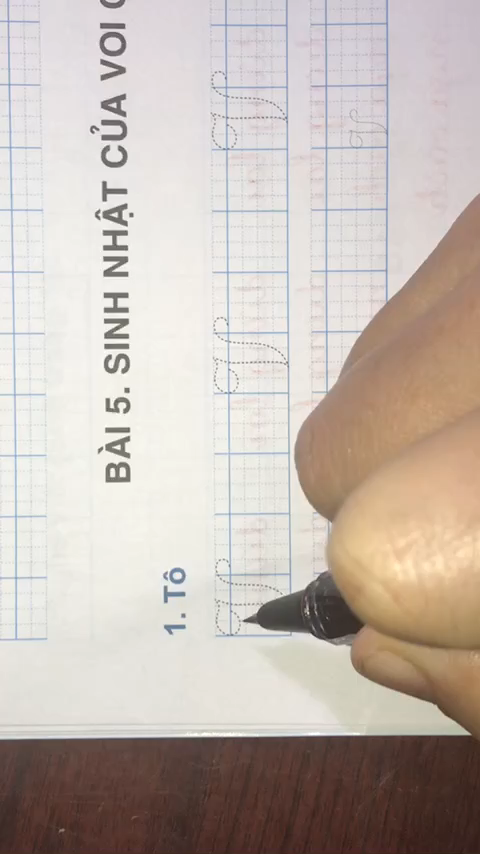 BÀI 5. SINH NHẬT CỦA VOI
1. Tô
V V V
V